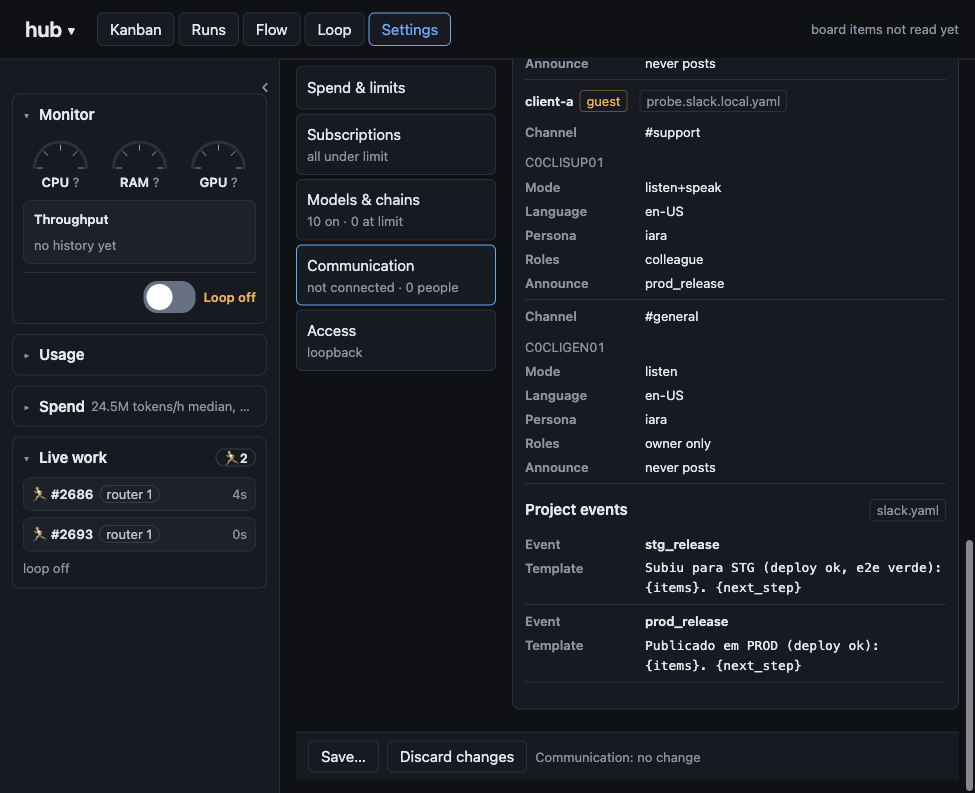 hub ▾
Kanban
Runs
Flow
Loop
Settings
board items not read yet
Monitor
CPU ?
RAM ?
GPU ?
Throughput
no history yet
Loop off
Usage
Spend 24.5M tokens/h median, ...
Live work
2
#2686 router 1 4s
#2693 router 1 0s
loop off
Spend & limits
Subscriptions
all under limit
Models & chains
10 on · 0 at limit
Communication
not connected · 0 people
Access
loopback
Announce never posts
client-a guest probe.slack.local.yaml
Channel #support
C0CLISUP01
Mode listen+speak
Language en-US
Persona iara
Roles colleague
Announce prod_release
Channel #general
C0CLIGEN01
Mode listen
Language en-US
Persona iara
Roles owner only
Announce never posts
Project events slack.yaml
Event stg_release
Template Subiu para STG (deploy ok, e2e verde):
{items}. {next_step}
Event prod_release
Template Publicado em PROD (deploy ok):
{items}. {next_step}
Save...
Discard changes
Communication: no change